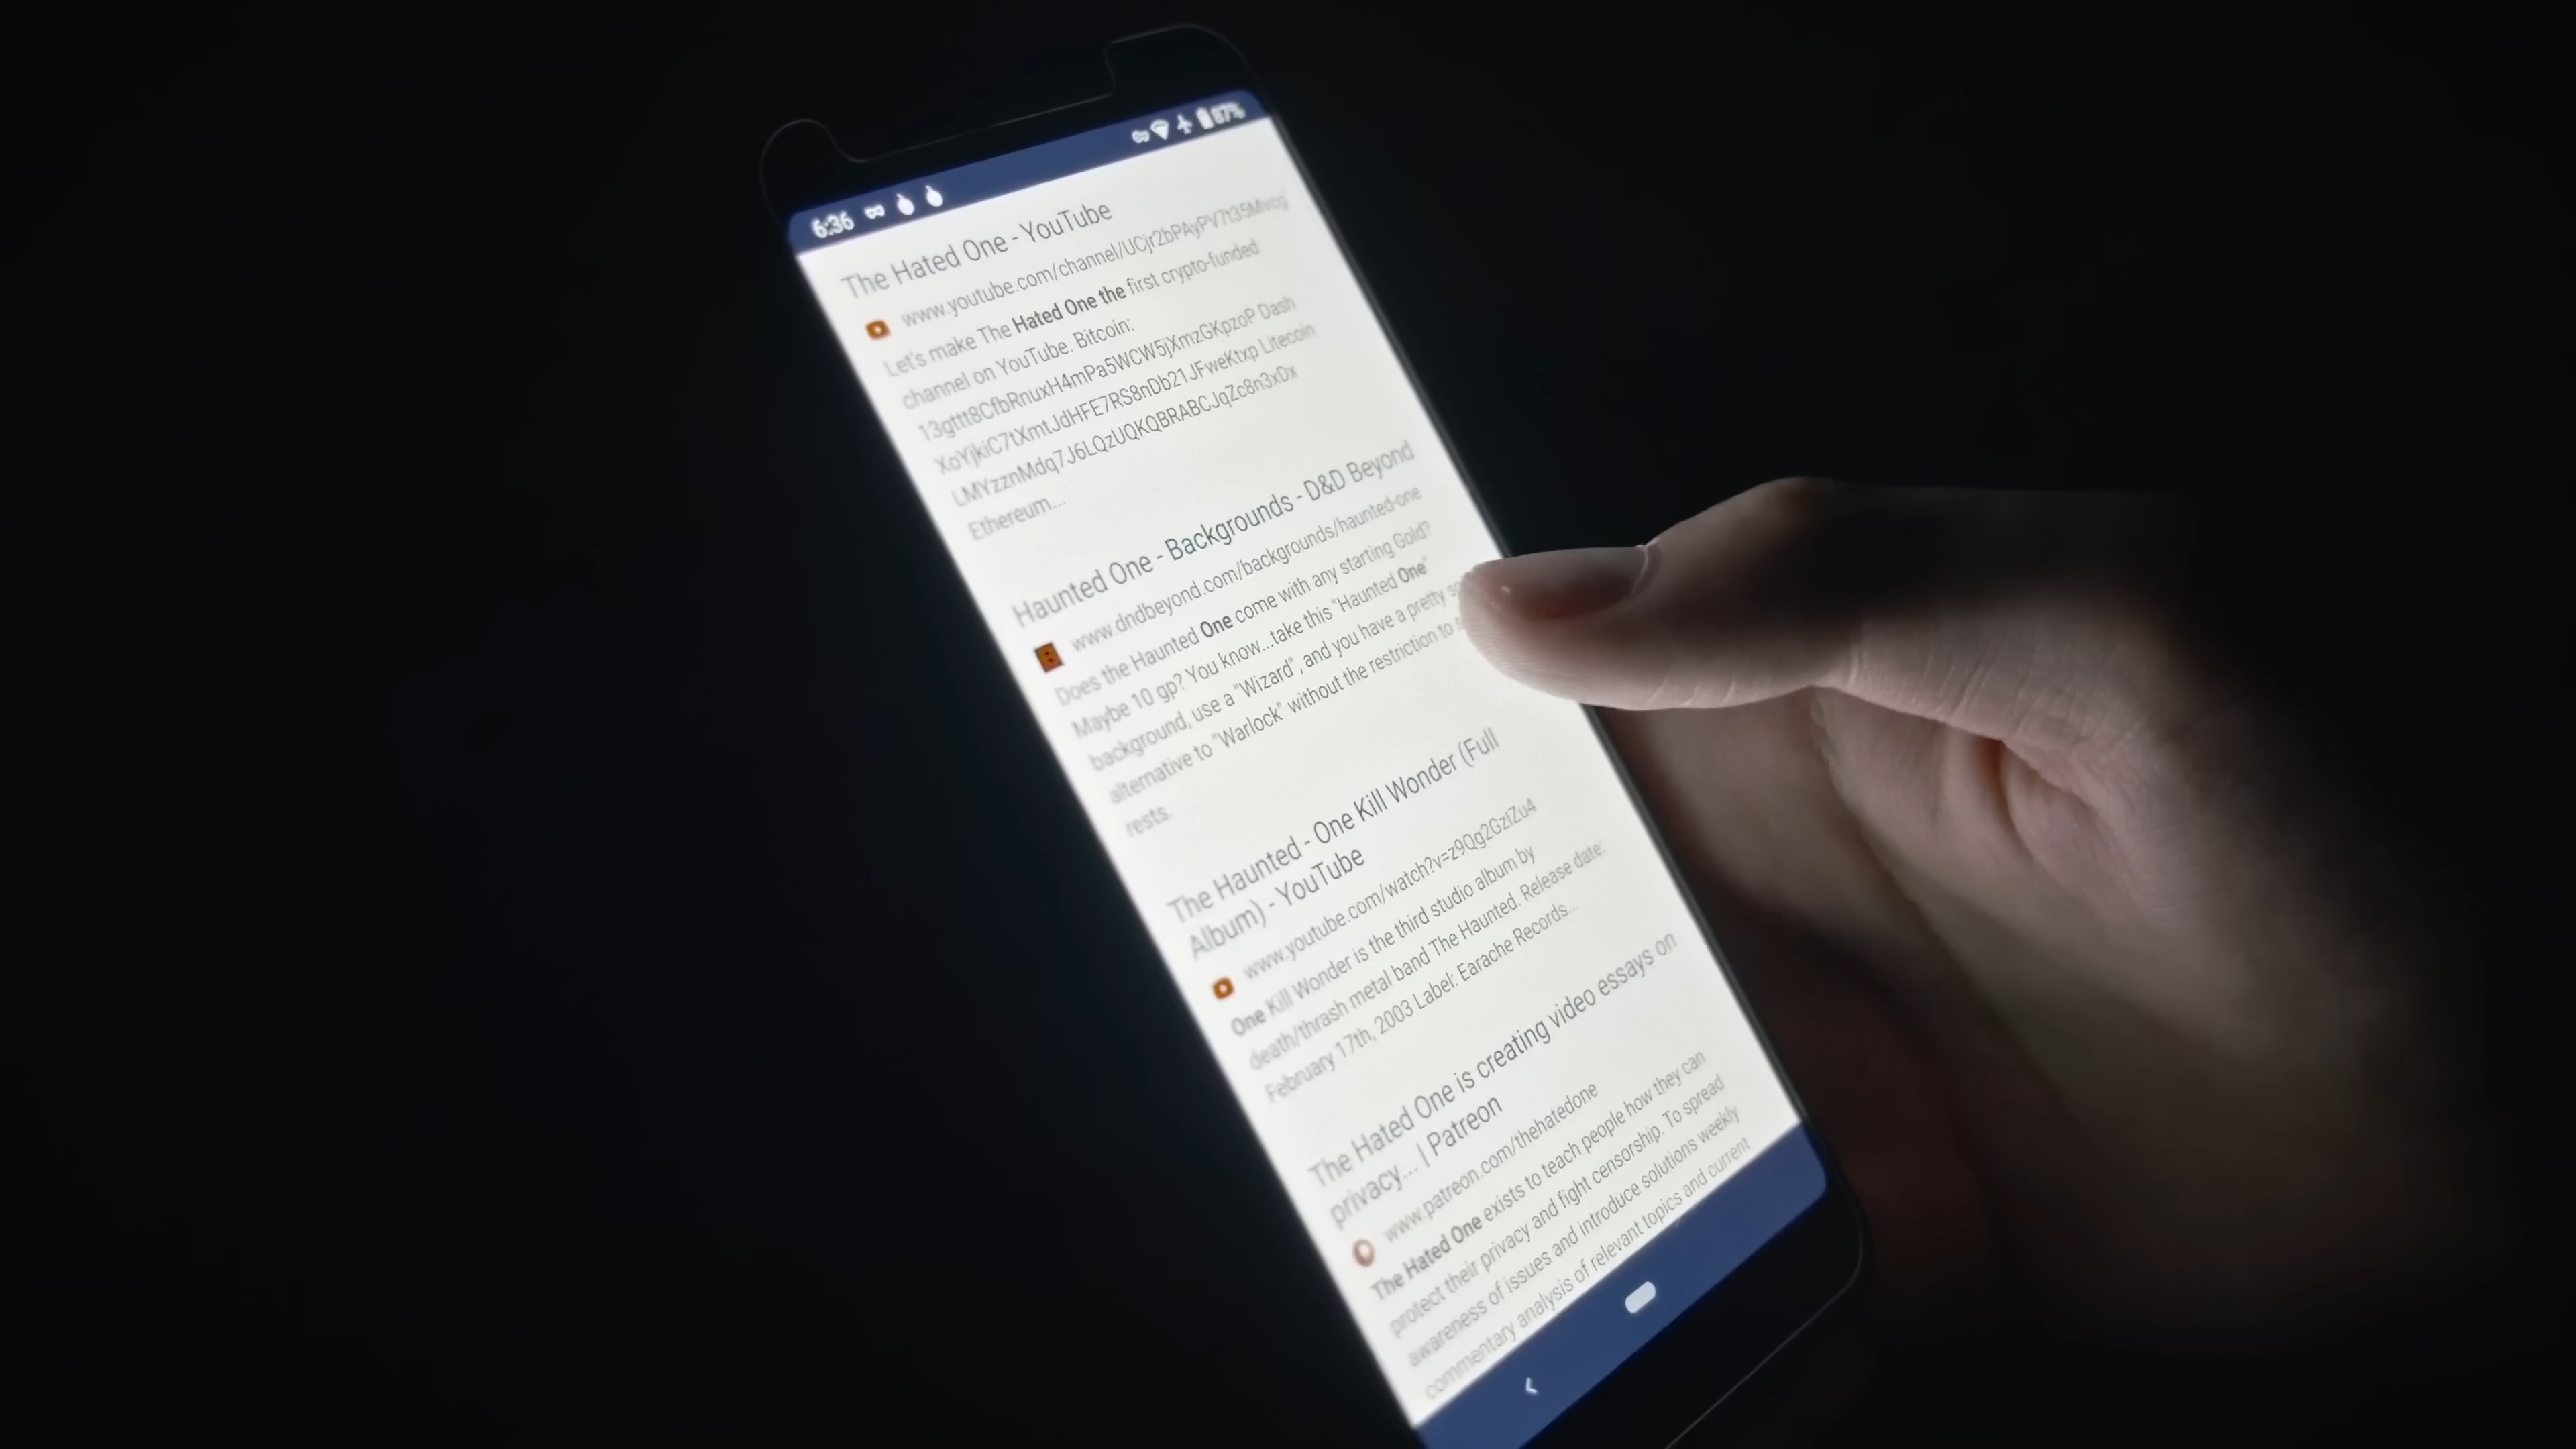 6:36
87%
The Hated One - YouTube
www.youtube.com/channel/UCjr2bPAyPV7t35Mvcg
Let's make The Hated One the first crypto-funded
channel on YouTube. Bitcoin:
13gttt8CfbRnuxH4mPa5WCW5jXmzGKpzoP Dash
XoYjkiC7tXmtJdHFE7RS8nDb21JFweKtxp Litecoin
LMYzznMdq7J6LQzUQKQBRABCJqZc8n3xDx
Ethereum...
Haunted One - Backgrounds - D&D Beyond
www.dndbeyond.com/backgrounds/haunted-one
Does the Haunted One come with any starting Gold?
Maybe 10 gp? You know...take this "Haunted One"
background, use a "Wizard", and you have a pretty
alternative to "Warlock" without the restriction to
rests.
The Haunted - One Kill Wonder (Full
Album) - YouTube
www.youtube.com/watch?v=z9Qg2GzIZu4
One Kill Wonder is the third studio album by
death/thrash metal band The Haunted. Release date:
February 17th, 2003 Label: Earache Records...
The Hated One is creating video essays on
privacy... | Patreon
www.patreon.com/thehatedone
The Hated One exists to teach people how they can
protect their privacy and fight censorship. To spread
awareness of issues and introduce solutions weekly
commentary analysis of relevant topics and current